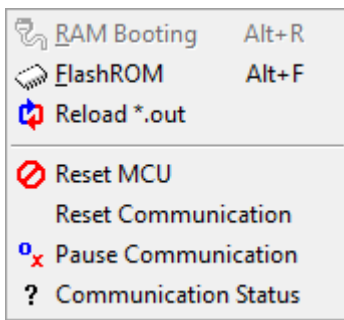 RAM Booting Alt+R
FlashROM Alt+F
Reload *.out
Reset MCU
Reset Communication
Pause Communication
? Communication Status